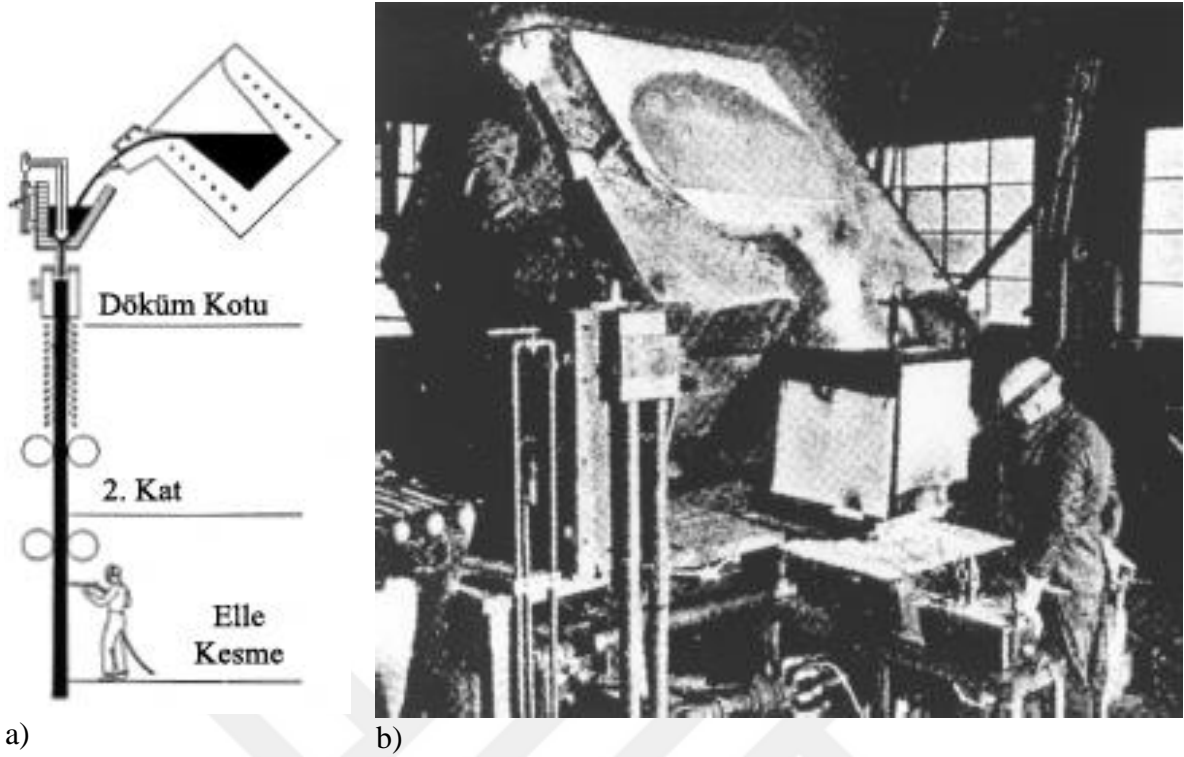 Döküm Kotu
2. Kat
Elle
Kesme
a)
b)